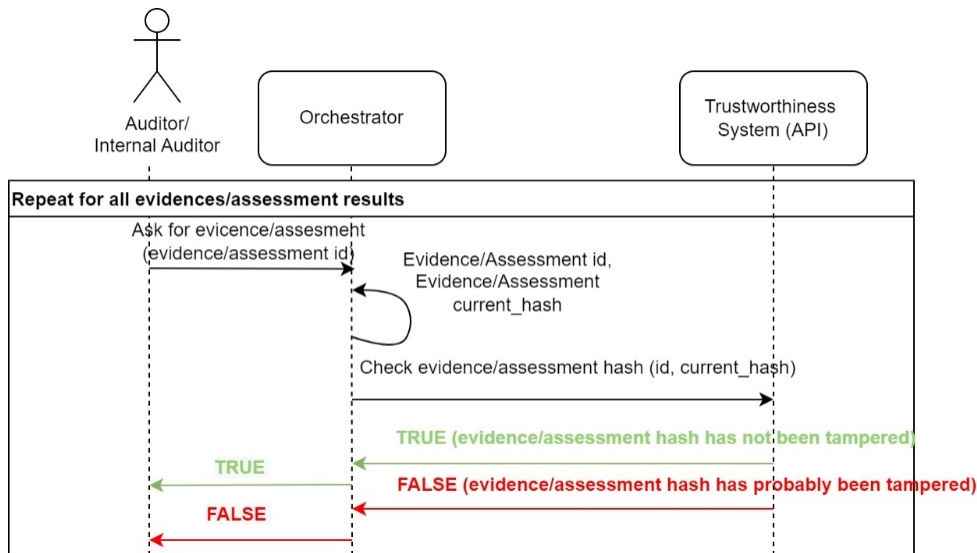 Auditor/
Internal Auditor
Orchestrator
Trustworthiness
System (API)
Repeat for all evidences/assessment results
Ask for evicence/assesment
(evidence/assessment id)
Evidence/Assessment id,
Evidence/Assessment
current_hash
Check evidence/assessment hash (id, current_hash)
TRUE (evidence/assessment hash has not been tampered)
TRUE
FALSE (evidence/assessment hash has probably been tampered)
FALSE